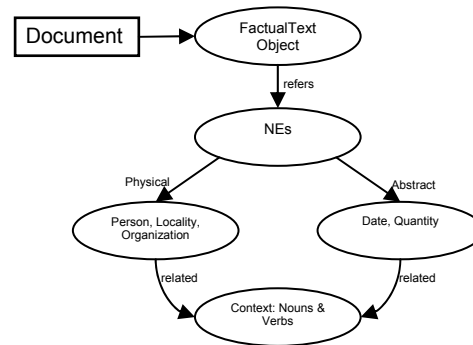 Document
FactualText
Object
refers
NEs
Physical
Abstract
Person, Locality,
Organization
Date, Quantity
related
related
Context: Nouns &
Verbs